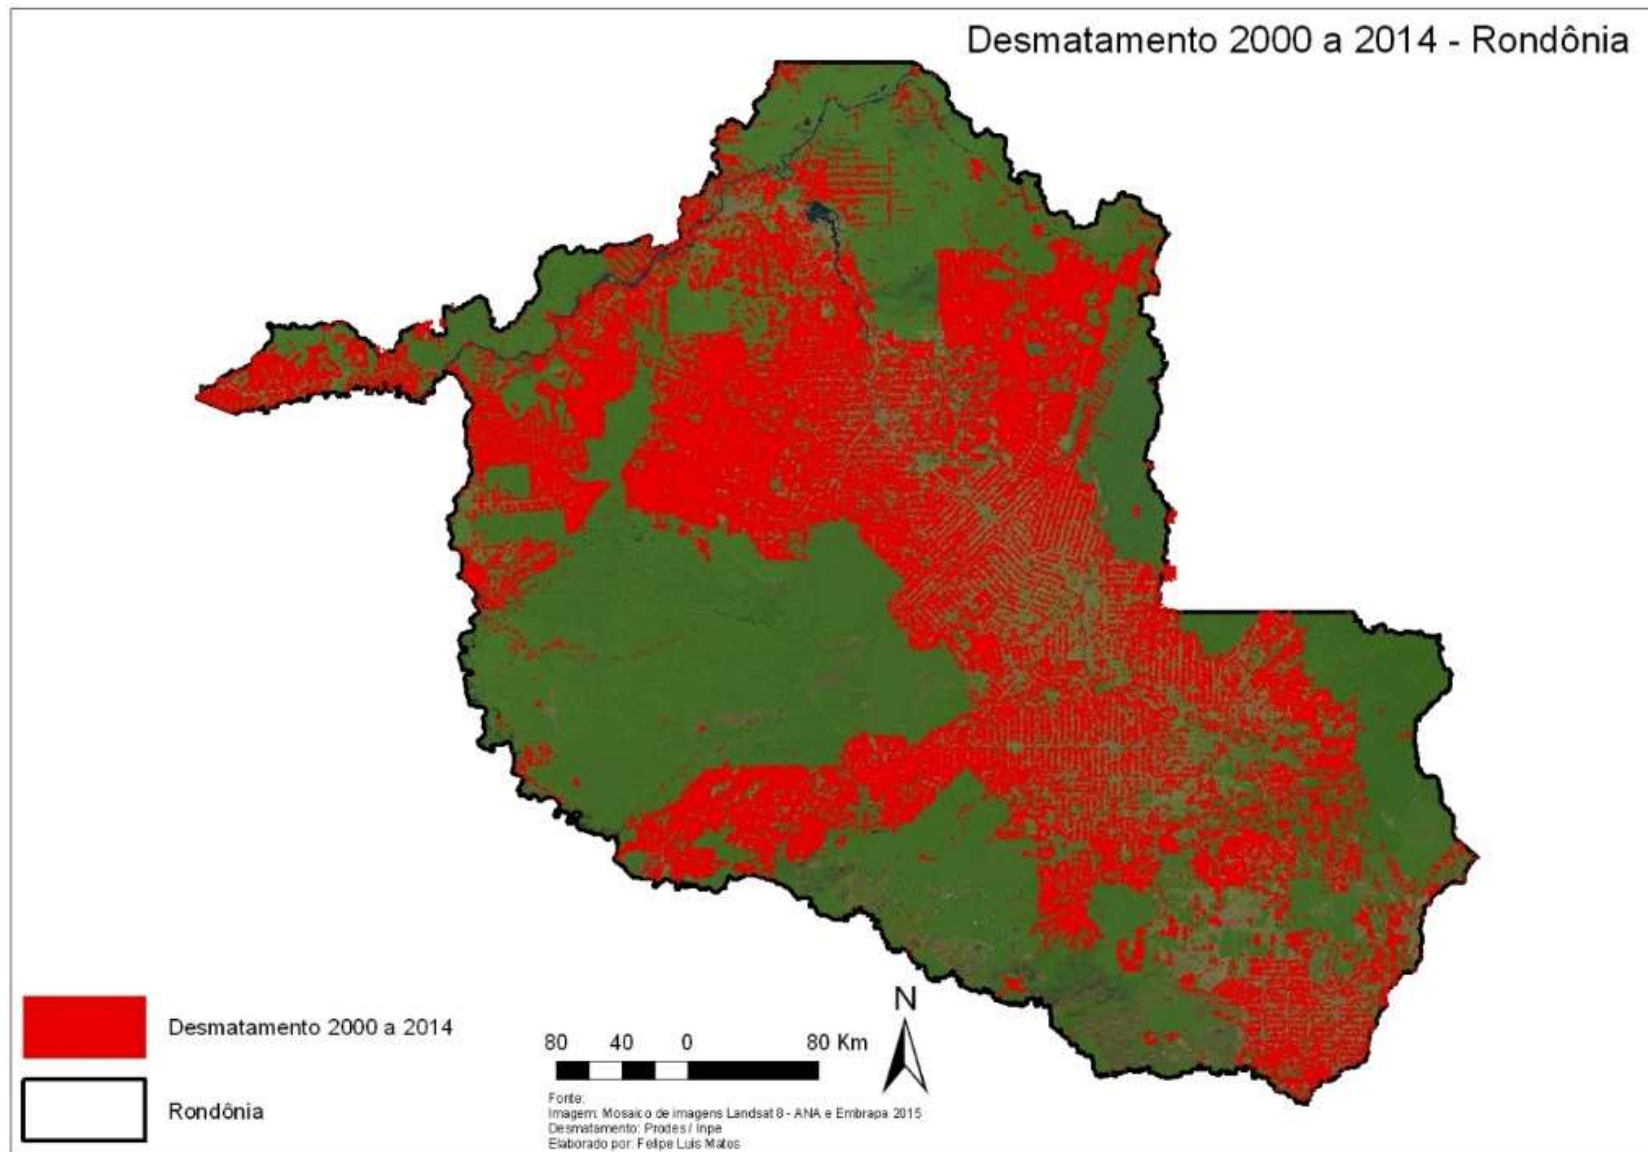 Desmatamento 2000 a 2014 - Rondônia
Desmatamento 2000 a 2014
Rondônia
80 40 0 80 Km
N
Fonte:
Imagem: Mosaico de imagens Landsat 8 - ANA e Embrapa 2015
Desmatamento: Prodes / Inpe
Elaborado por: Felipe Luis Matos